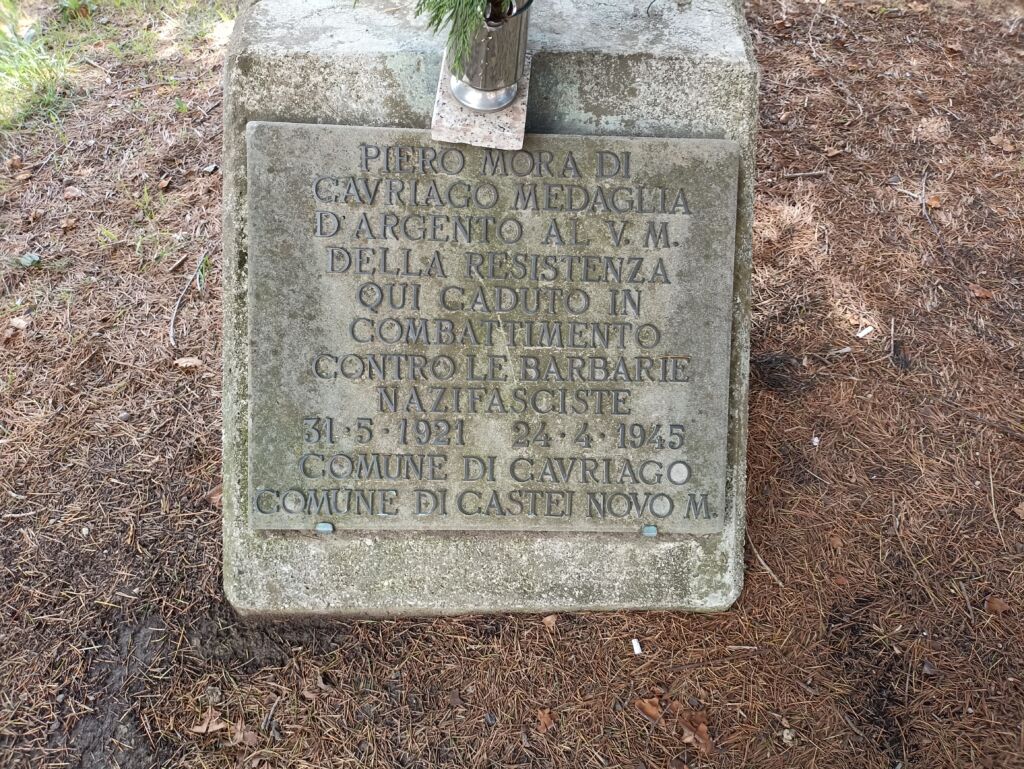 PIERO MORA DI
CAVRIAGO MEDAGLIA
D'ARGENTO AL V. M.
DELLA RESISTENZA
QUI CADUTO IN
COMBATTIMENTO
CONTRO LE BARBARIE
NAZIFASCISTE
31·5·1921 24·4·1945
COMUNE DI CAVRIAGO
COMUNE DI CASTEL NOVO M.